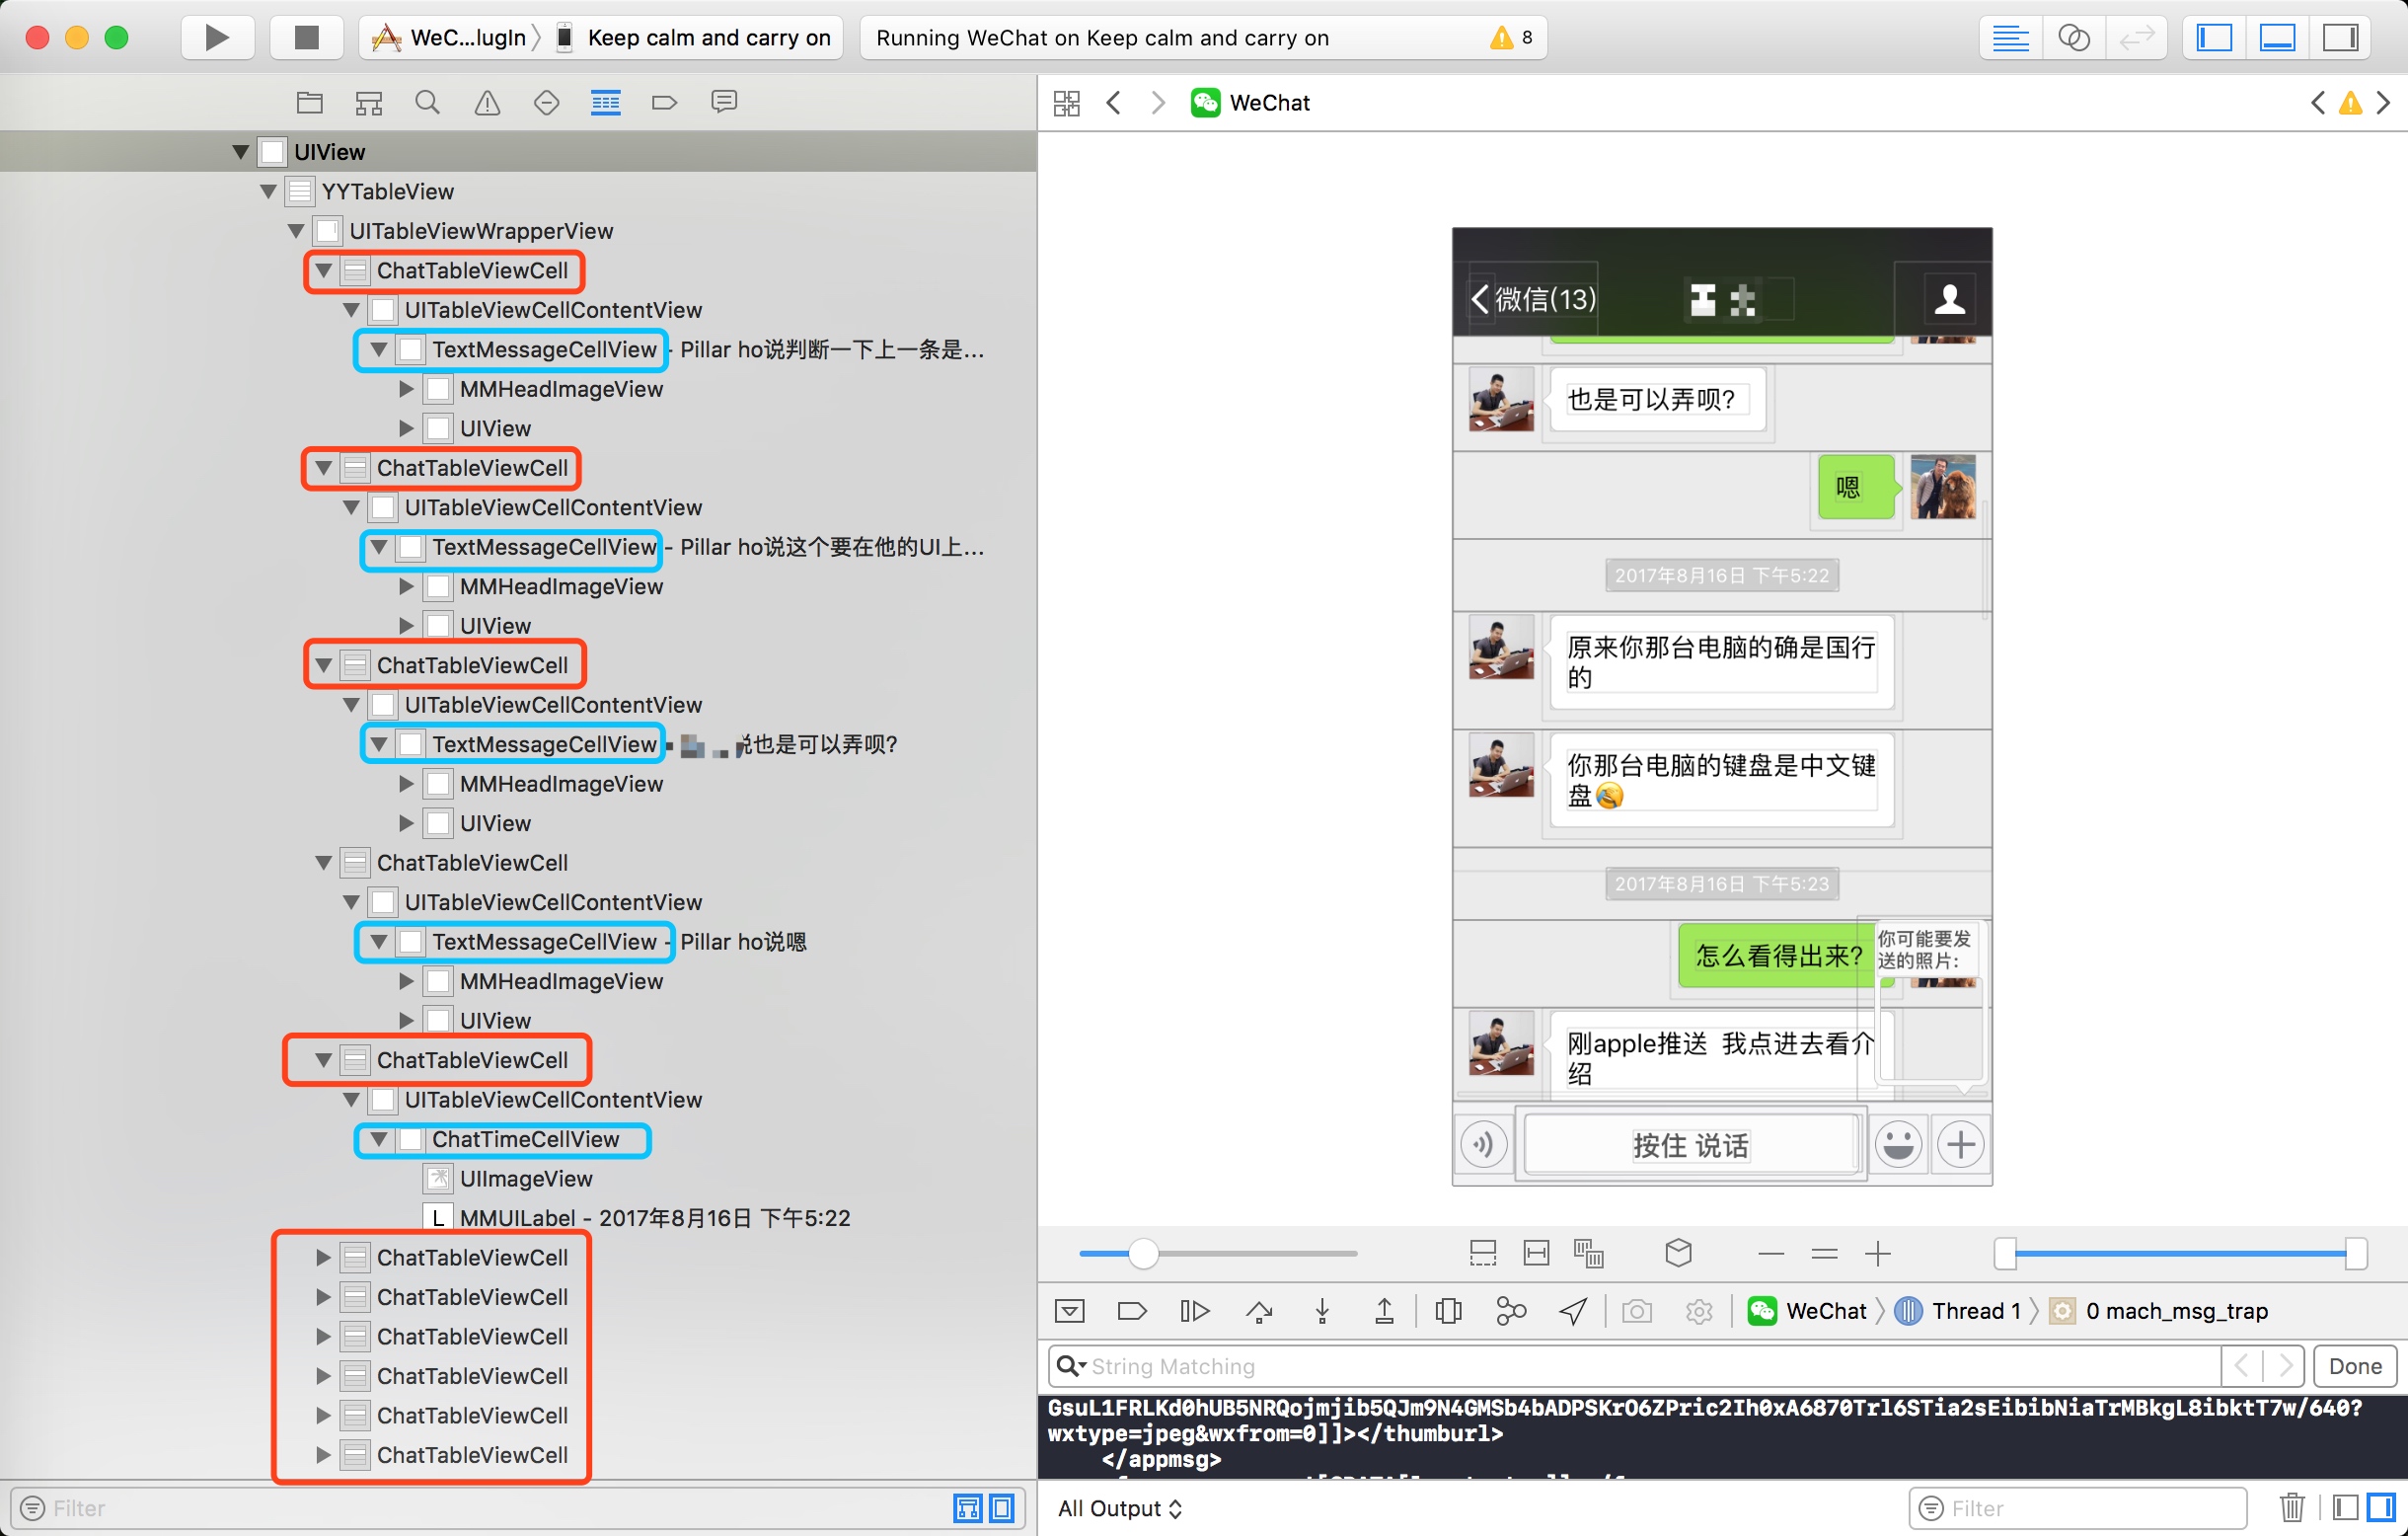 WeC...lugIn
Keep calm and carry on
Running WeChat on Keep calm and carry on
8
WeChat
UIView
YYTableView
UITableViewWrapperView
ChatTableViewCell
UITableViewCellContentView
TextMessageCellView - Pillar ho说判断一下上一条是...
MMHeadImageView
UIView
ChatTableViewCell
UITableViewCellContentView
TextMessageCellView - Pillar ho说这个要在他的UI上...
MMHeadImageView
UIView
ChatTableViewCell
UITableViewCellContentView
TextMessageCellView 说也是可以弄呗?
MMHeadImageView
UIView
ChatTableViewCell
UITableViewCellContentView
TextMessageCellView - Pillar ho说嗯
MMHeadImageView
UIView
ChatTableViewCell
UITableViewCellContentView
ChatTimeCellView
UIImageView
L MMUILabel - 2017年8月16日 下午5:22
ChatTableViewCell
ChatTableViewCell
ChatTableViewCell
ChatTableViewCell
ChatTableViewCell
ChatTableViewCell
Filter
微信(13)
也是可以弄呗?
嗯
2017年8月16日 下午5:22
原来你那台电脑的确是国行
的
你那台电脑的键盘是中文键
盘😂
2017年8月16日 下午5:23
怎么看得出来?
你可能要发
送的照片:
刚apple推送 我点进去看介
绍
按住 说话
WeChat
Thread 1
0 mach_msg_trap
String Matching
Done
GsuL1FRLKd0hUB5NRQojmjib5QJm9N4GMSb4bADPSKrO6ZPric2Ih0xA6870Trl6STia2sEibibNiaTrMBkgL8ibktT7w/640?
wxtype=jpeg&wxfrom=0]]></thumburl>
</appmsg>
All Output
Filter